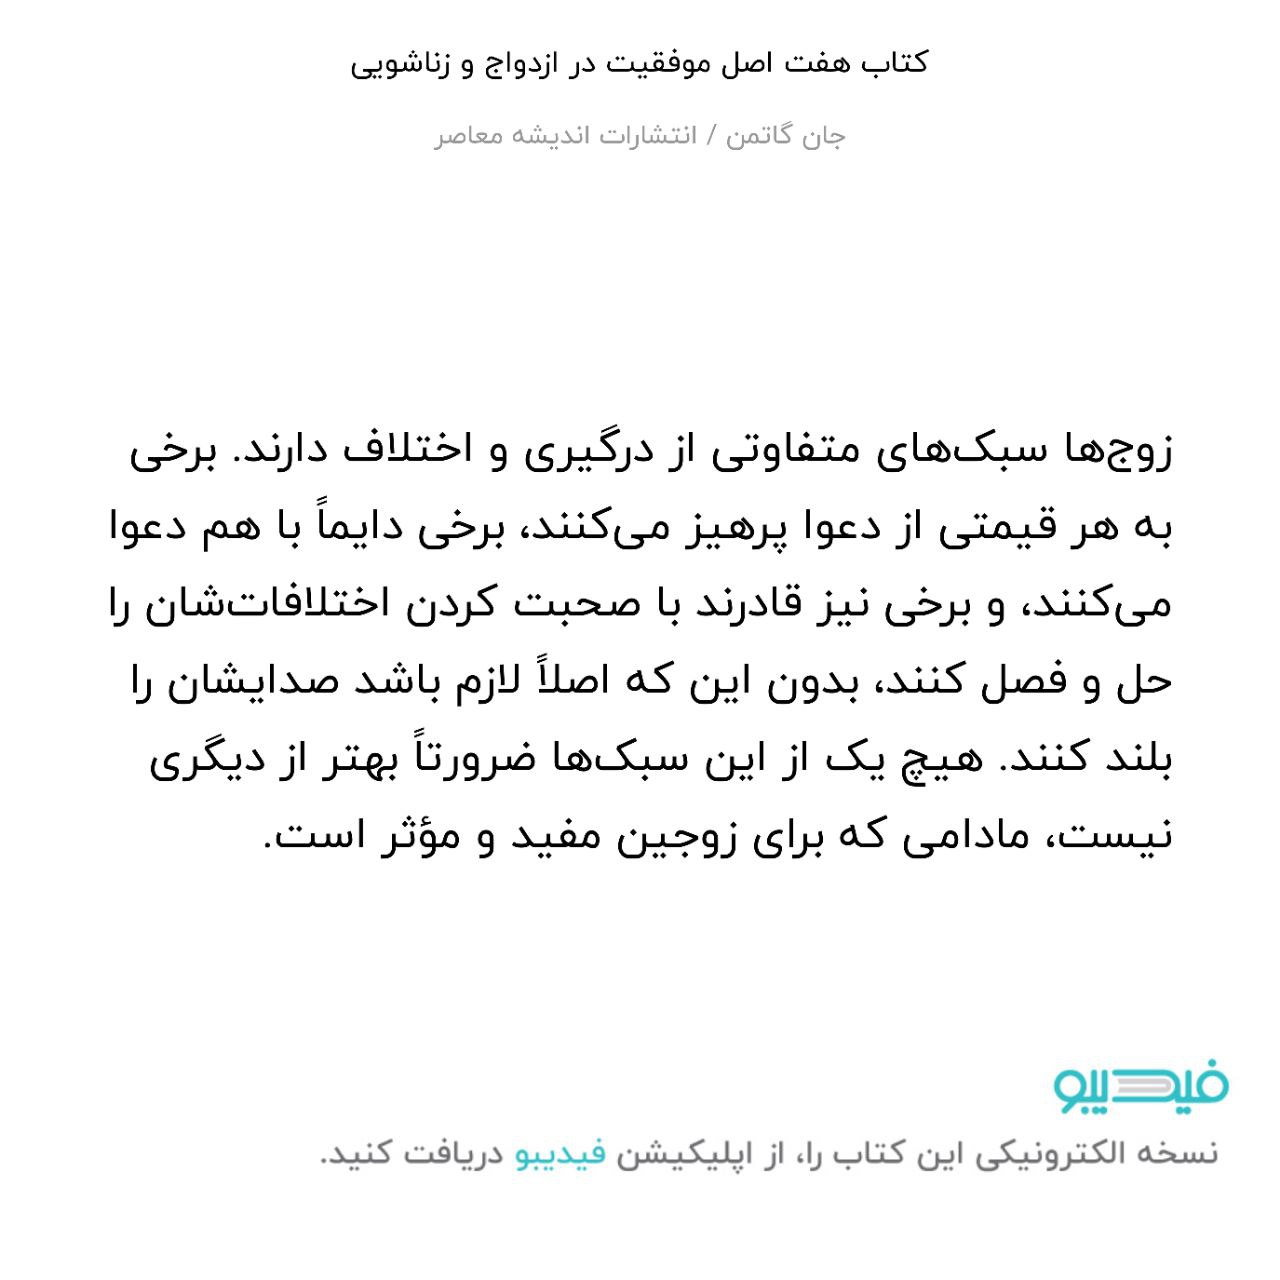 کتاب هفت اصل موفقیت در ازدواج و زناشویی
جان گاتمن / انتشارات اندیشه معاصر
زوج‌ها سبک‌های متفاوتی از درگیری و اختلاف دارند. برخی
به هر قیمتی از دعوا پرهیز می‌کنند، برخی دایماً با هم دعوا
می‌کنند، و برخی نیز قادرند با صحبت کردن اختلافات‌شان را
حل و فصل کنند، بدون این که اصلاً لازم باشد صدایشان را
بلند کنند. هیچ یک از این سبک‌ها ضرورتاً بهتر از دیگری
نیست، مادامی که برای زوجین مفید و مؤثر است.
فیدیبو
نسخه الکترونیکی این کتاب را، از اپلیکیشن فیدیبو دریافت کنید.